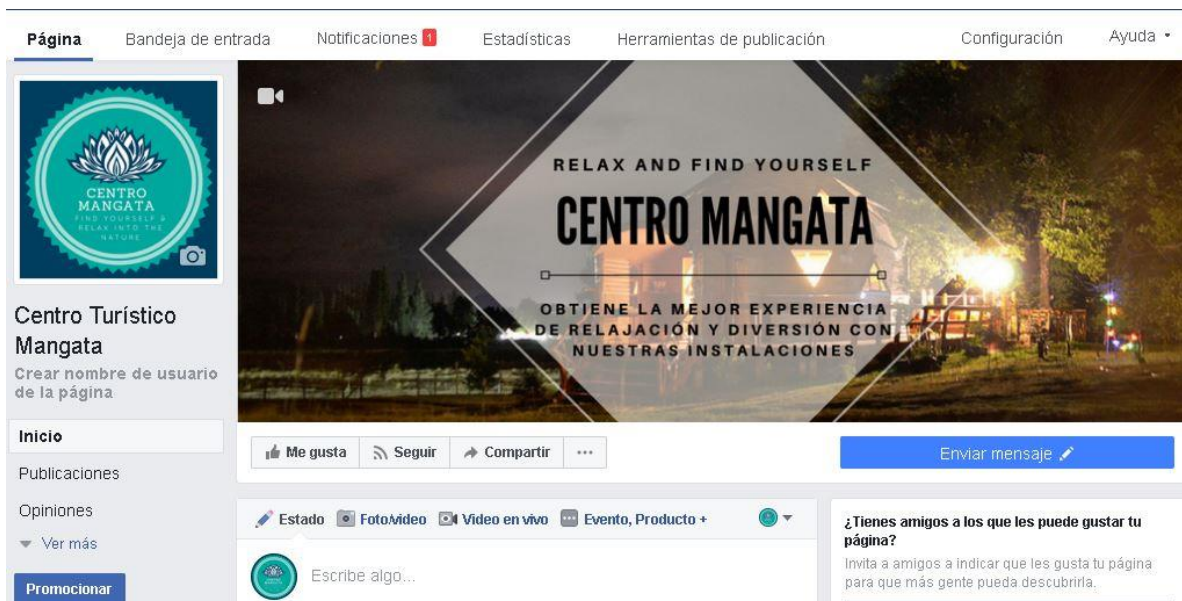 Página Bandeja de entrada Notificaciones 1 Estadísticas Herramientas de publicación Configuración Ayuda
CENTRO
MANGATA
FIND YOURSELF &
RELAX INTO THE
NATURE
RELAX AND FIND YOURSELF
CENTRO MANGATA
OBTIENE LA MEJOR EXPERIENCIA
DE RELAJACIÓN Y DIVERSIÓN CON
NUESTRAS INSTALACIONES
Centro Turístico
Mangata
Crear nombre de usuario
de la página
Inicio
Publicaciones
Opiniones
Ver más
Promocionar
Me gusta Seguir Compartir ...
Enviar mensaje
Estado Foto/video Video en vivo Evento, Producto +
Escribe algo...
¿Tienes amigos a los que les puede gustar tu
página?
Invita a amigos a indicar que les gusta tu página
para que más gente pueda descubrirla.